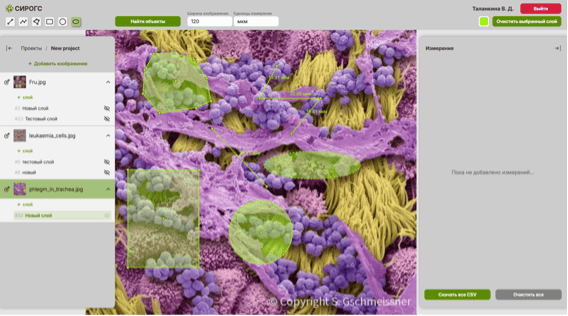 СИРОГС
Таланкина В. Д.
Выйти
Найти объекты
Ширина изображения:
120
Единицы измерения:
мкм
Очистить выбранный слой
Проекты / New project
+ Добавить изображение
Fru.jpg
+ слой
Новый слой
Тестовый слой
leukaemia_cells.jpg
+ слой
тестовый слой
новый
phlegm_in_trachea.jpg
+ слой
Новый слой
Измерения
Пока не добавлено измерений...
Скачать все CSV
Очистить все
© Copyright S. Gschmeissner